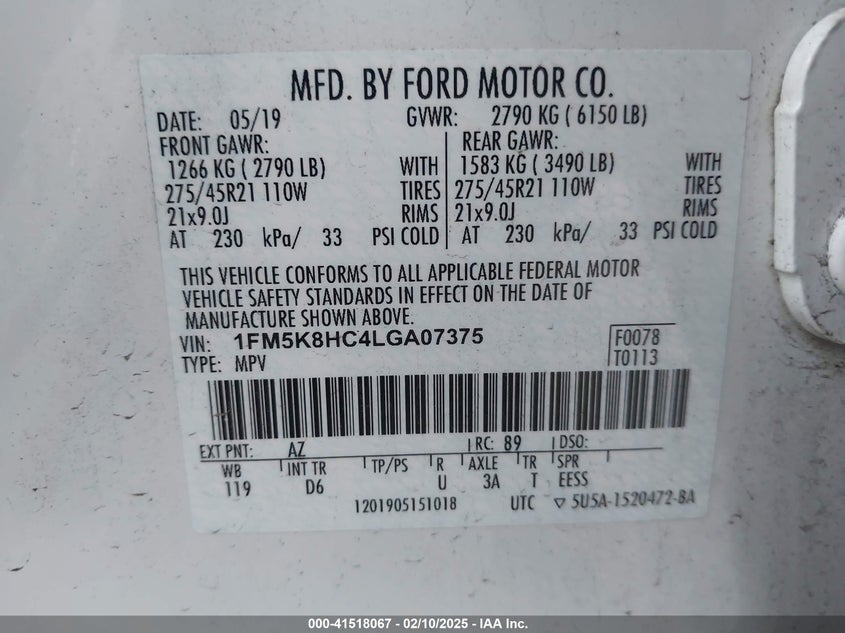 MFD. BY FORD MOTOR CO.
DATE: 05/19 GVWR: 2790 KG ( 6150 LB)
FRONT GAWR: REAR GAWR:
1266 KG ( 2790 LB) WITH 1583 KG ( 3490 LB) WITH
275/45R21 110W TIRES 275/45R21 110W TIRES
21x9.0J RIMS 21x9.0J RIMS
AT 230 kPa/ 33 PSI COLD AT 230 kPa/ 33 PSI COLD
THIS VEHICLE CONFORMS TO ALL APPLICABLE FEDERAL MOTOR
VEHICLE SAFETY STANDARDS IN EFFECT ON THE DATE OF
MANUFACTURE SHOWN ABOVE.
VIN: 1FM5K8HC4LGA07375 F0078
TYPE: MPV T0113
EXT PNT: AZ RC: 89 DSO:
WB INT TR TP/PS R AXLE TR SPR
119 D6 U 3A T EESS
1201905151018 UTC ▽ 5U5A-1520472-BA
000-41518067 — 02/10/2025 — IAA Inc.